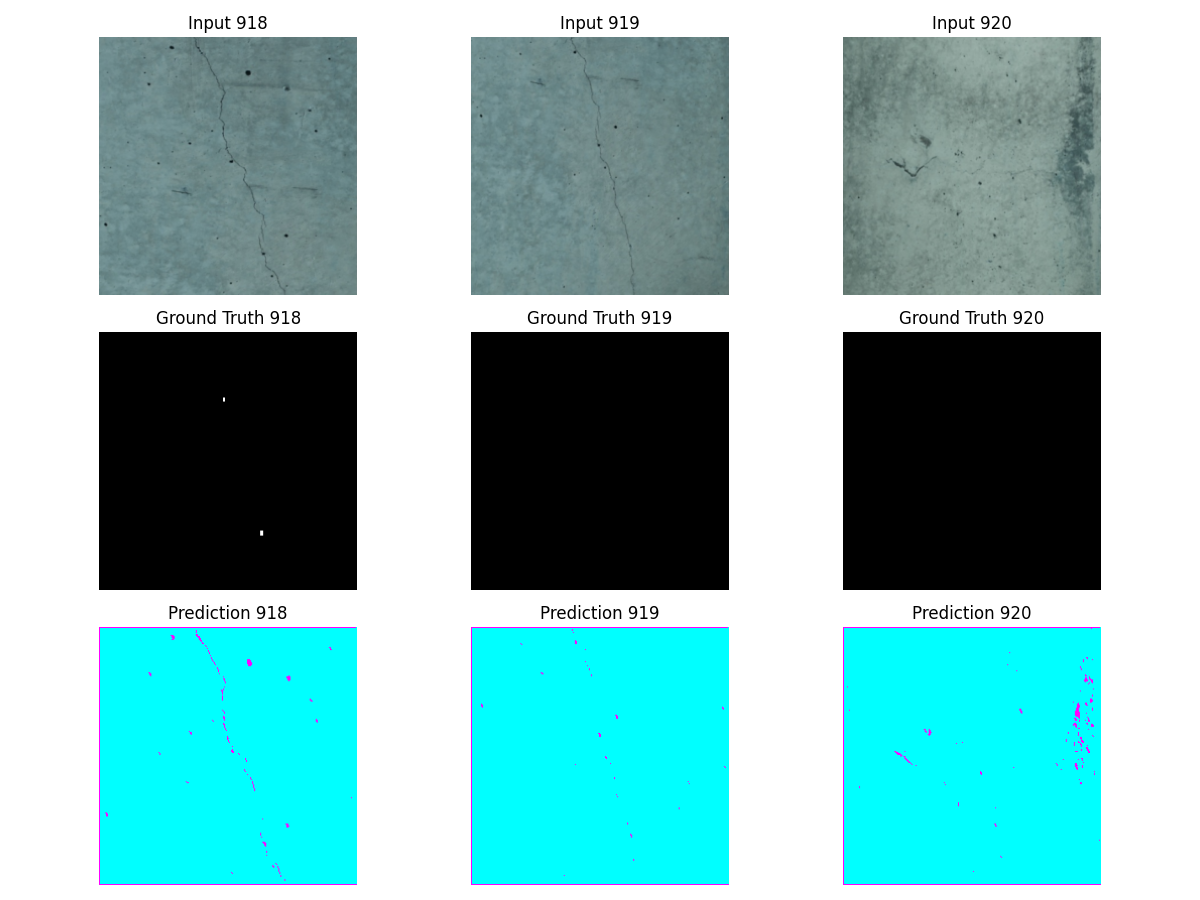 Input 918
Input 919
Input 920
Ground Truth 918
Ground Truth 919
Ground Truth 920
Prediction 918
Prediction 919
Prediction 920